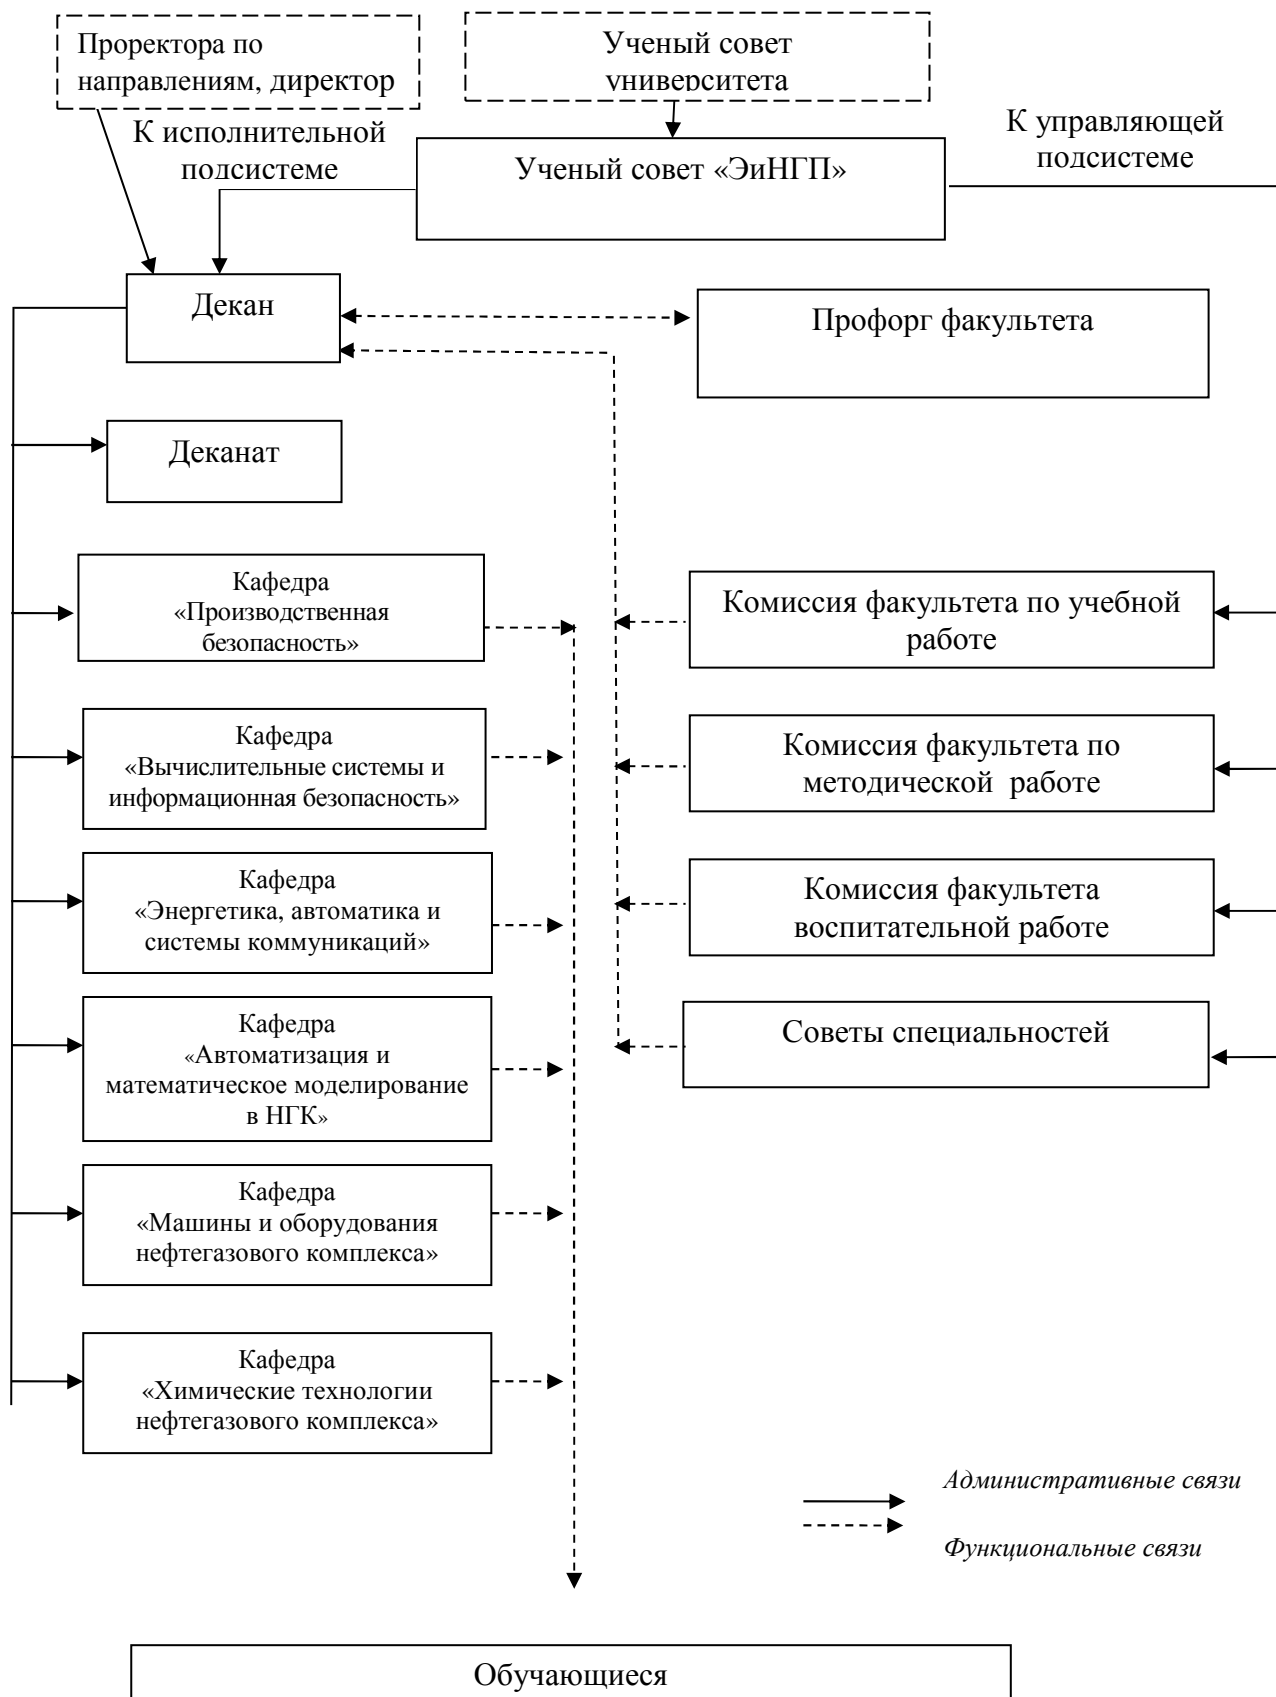 Проректора по
направлениям, директор
Ученый совет
университета
К исполнительной
подсистеме
Ученый совет «ЭиНГП»
К управляющей
подсистеме
Декан
Профорг факультета
Деканат
Кафедра
«Производственная
безопасность»
Комиссия факультета по учебной
работе
Кафедра
«Вычислительные системы и
информационная безопасность»
Комиссия факультета по
методической работе
Кафедра
«Энергетика, автоматика и
системы коммуникаций»
Комиссия факультета
воспитательной работе
Кафедра
«Автоматизация и
математическое моделирование
в НГК»
Советы специальностей
Кафедра
«Машины и оборудования
нефтегазового комплекса»
Кафедра
«Химические технологии
нефтегазового комплекса»
Административные связи
Функциональные связи
Обучающиеся